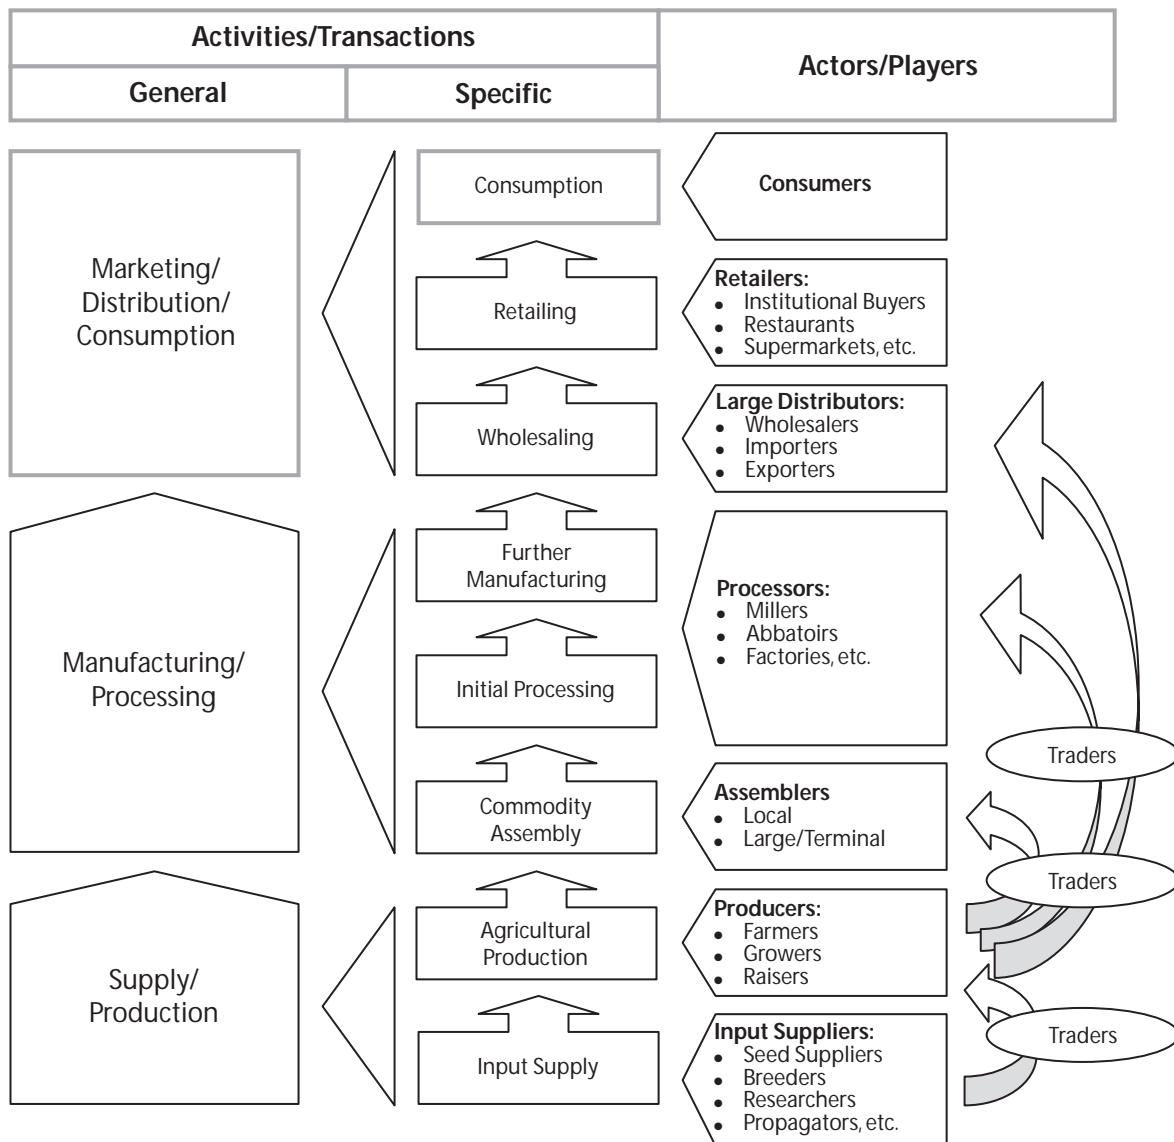 Activities/Transactions
Actors/Players
General
Specific
Marketing/
Distribution/
Consumption
Consumption
Consumers
Retailing
Retailers:
• Institutional Buyers
• Restaurants
• Supermarkets, etc.
Wholesaling
Large Distributors:
• Wholesalers
• Importers
• Exporters
Manufacturing/
Processing
Further
Manufacturing
Initial Processing
Processors:
• Millers
• Abbatoirs
• Factories, etc.
Commodity
Assembly
Assemblers
• Local
• Large/Terminal
Traders
Traders
Supply/
Production
Agricultural
Production
Producers:
• Farmers
• Growers
• Raisers
Input Supply
Input Suppliers:
• Seed Suppliers
• Breeders
• Researchers
• Propagators, etc.
Traders